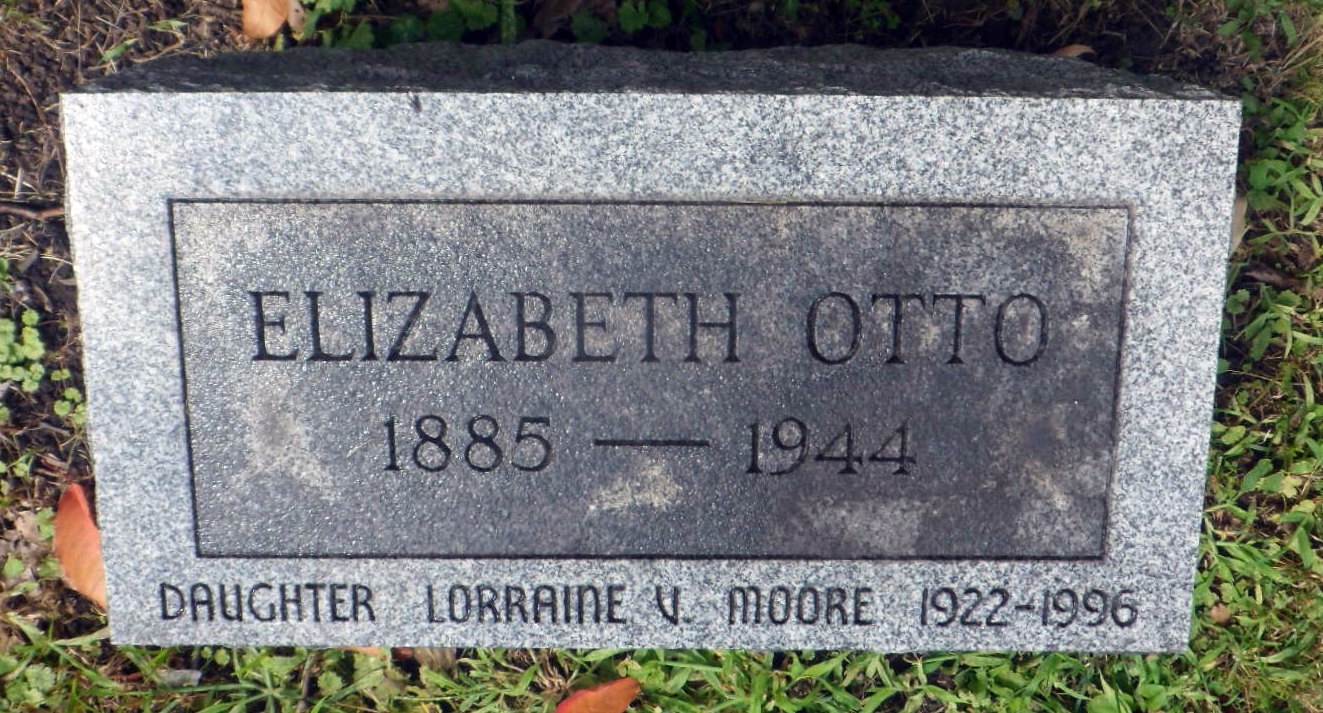 ELIZABETH OTTO
1885 — 1944
DAUGHTER LORRAINE V. MOORE 1922-1996